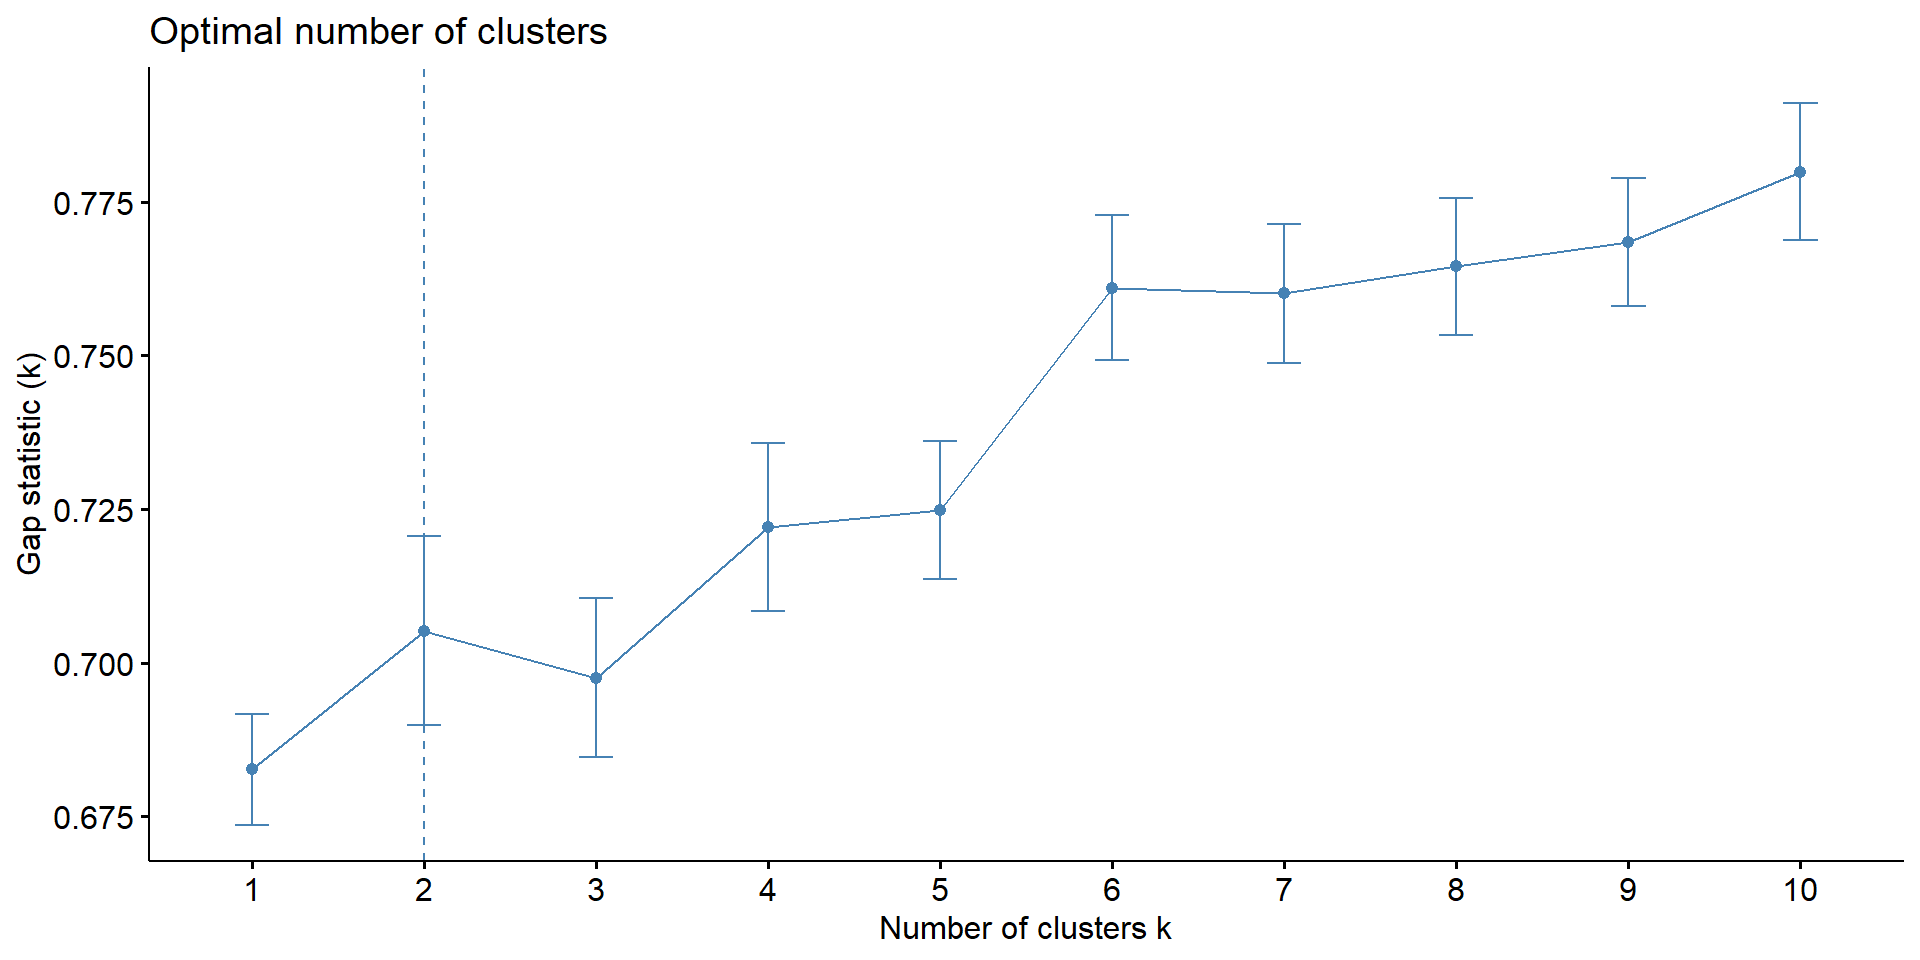 Optimal number of clusters
Gap statistic (k)
0.775
0.750
0.725
0.700
0.675
1 2 3 4 5 6 7 8 9 10
Number of clusters k